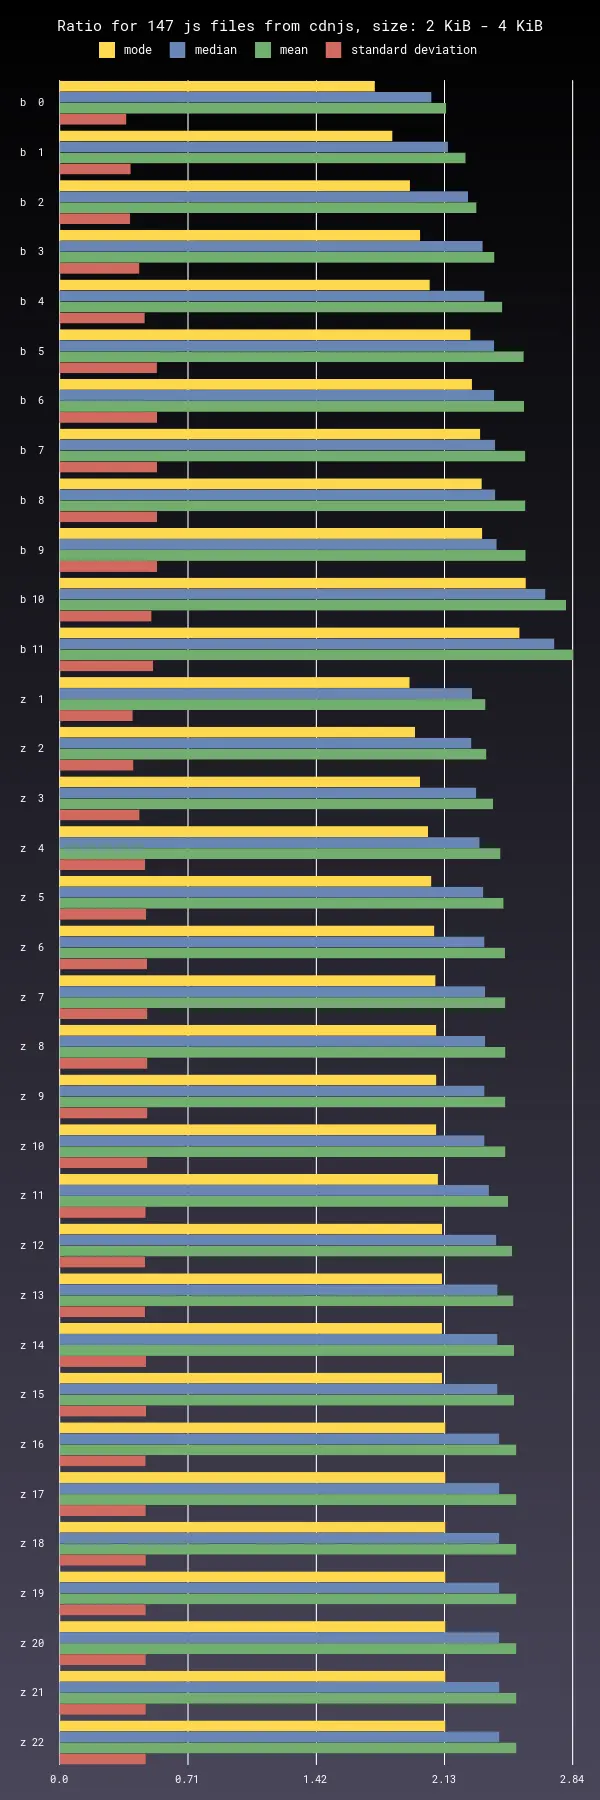 Ratio for 147 js files from cdnjs, size: 2 KiB - 4 KiB
mode median mean standard deviation
b 0
b 1
b 2
b 3
b 4
b 5
b 6
b 7
b 8
b 9
b 10
b 11
z 1
z 2
z 3
z 4
z 5
z 6
z 7
z 8
z 9
z 10
z 11
z 12
z 13
z 14
z 15
z 16
z 17
z 18
z 19
z 20
z 21
z 22
0.0 0.71 1.42 2.13 2.84